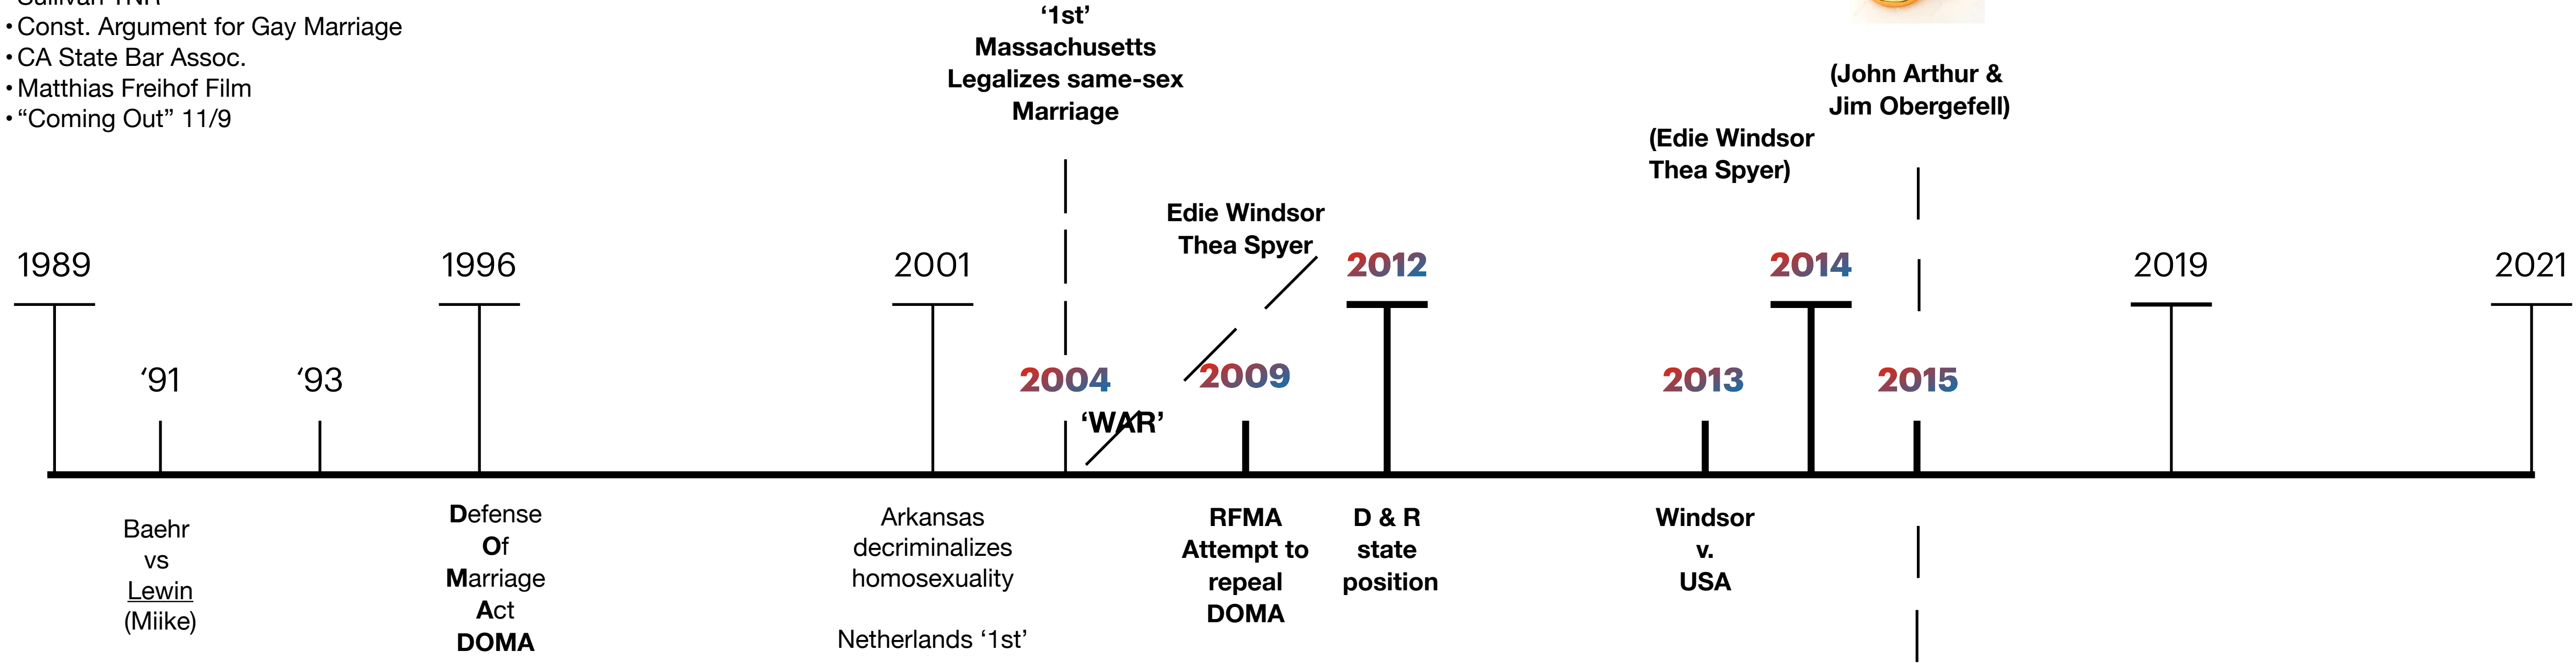 Sullivan TNR
• Const. Argument for Gay Marriage
• CA State Bar Assoc.
• Matthias Freihof Film
• “Coming Out” 11/9
‘1st’
Massachusetts
Legalizes same-sex
Marriage
(John Arthur &
Jim Obergefell)
(Edie Windsor
Thea Spyer)
Edie Windsor
Thea Spyer
1989
1996
2001
2012
2014
2019
2021
‘91
‘93
2004
2009
2013
2015
‘WAR’
Baehr
vs
Lewin
(Miike)
Defense
Of
Marriage
Act
DOMA
Arkansas
decriminalizes
homosexuality
Netherlands ‘1st’
RFMA
Attempt to
repeal
DOMA
D & R
state
position
Windsor
v.
USA